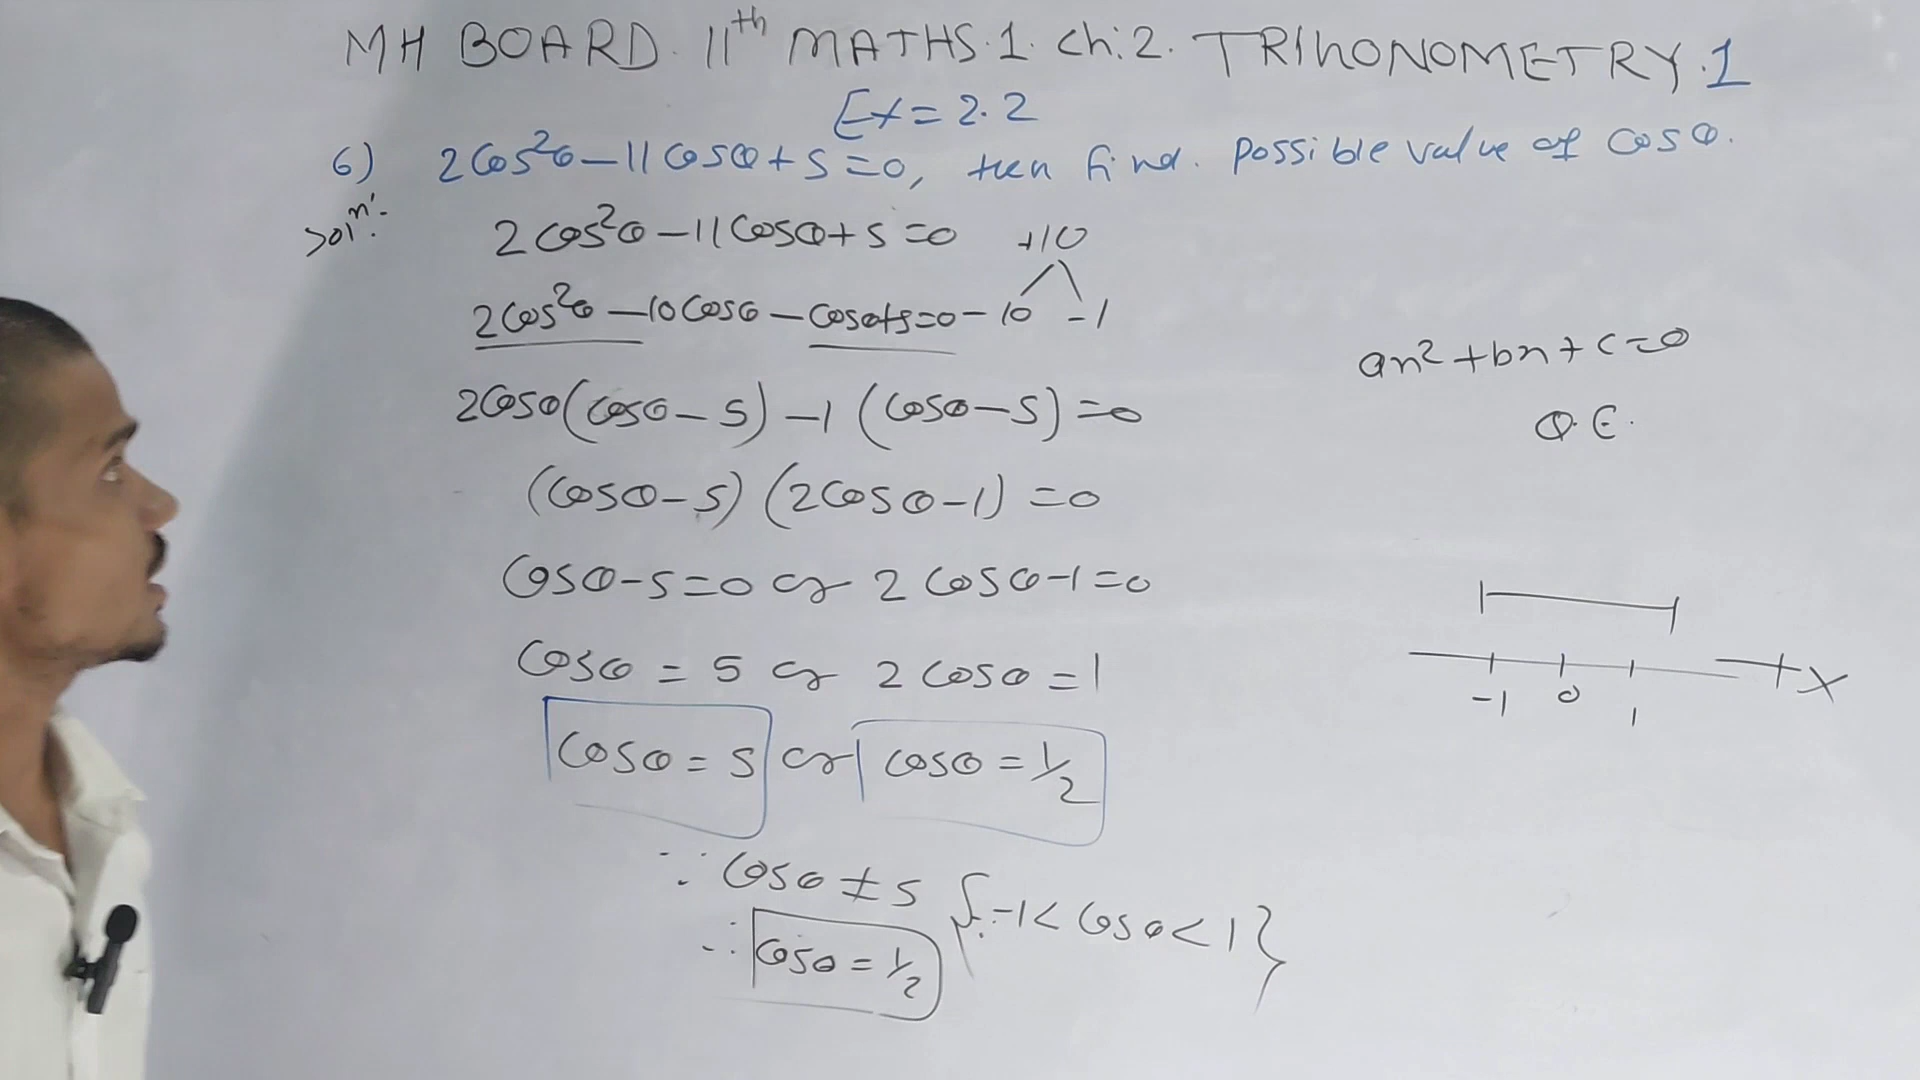 MH BOARD. 11th MATHS.1. Ch:2. TRIGONOMETRY.1
Ex = 2.2
6) 2cos²θ – 11cosθ + 5 = 0, then find. possible value of cosθ.
Solⁿ:-
2cos²θ – 11cosθ + 5 = 0 +10
2cos²θ – 10cosθ – cosθ+5=0 – 10 – 1
2cosθ(cosθ – 5) – 1 (cosθ – 5) = 0
(cosθ – 5) (2cosθ – 1) = 0
cosθ – 5 = 0 or 2cosθ – 1 = 0
cosθ = 5 or 2cosθ = 1
cosθ = 5 or cosθ = 1/2
∵ cosθ ≠ 5 {∵ -1 < cosθ < 1}
∴ cosθ = 1/2
an² + bn + c = 0
Q.E.
+x
-1 0 1